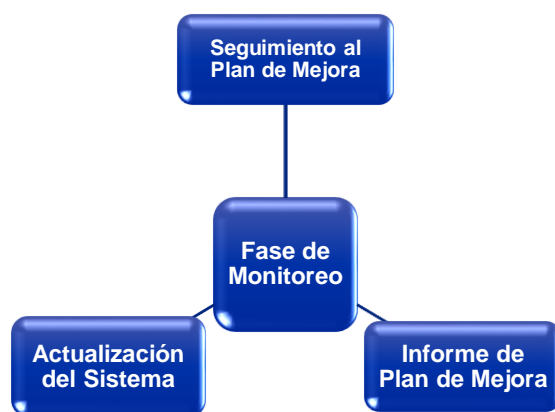 Seguimiento al
Plan de Mejora
Fase de
Monitoreo
Actualización
del Sistema
Informe de
Plan de Mejora